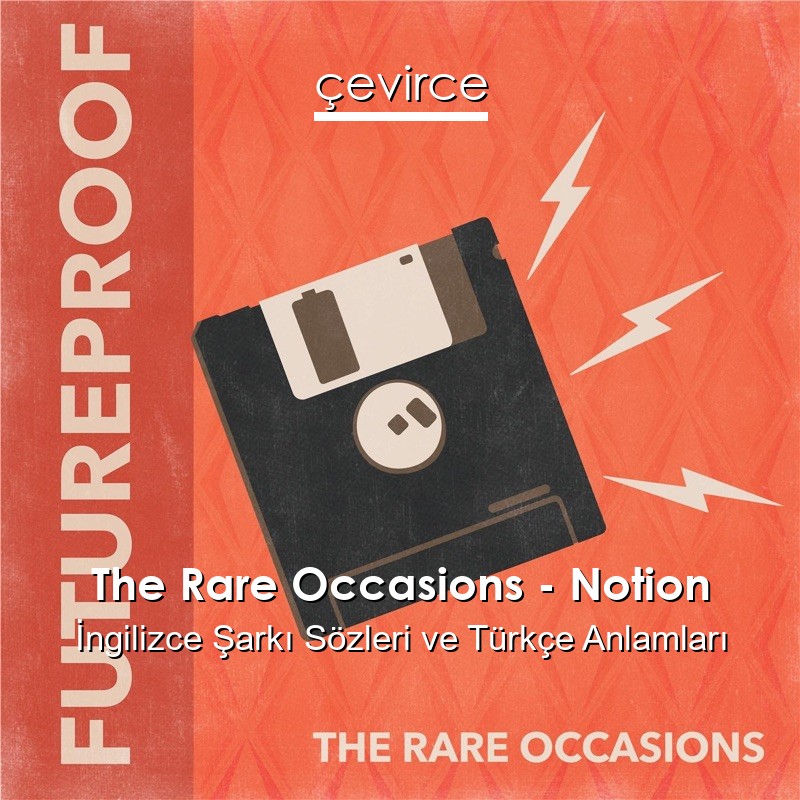 FUTUREPROOF
çevirce
The Rare Occasions - Notion
İngilizce Şarkı Sözleri ve Türkçe Anlamları
THE RARE OCCASIONS